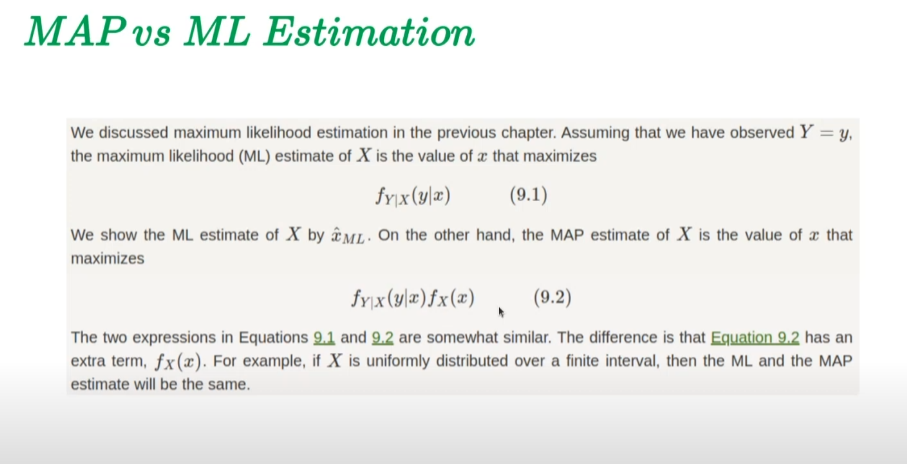 MAP vs ML Estimation
We discussed maximum likelihood estimation in the previous chapter. Assuming that we have observed Y = y,
the maximum likelihood (ML) estimate of X is the value of x that maximizes
f_{Y|X}(y|x) (9.1)
We show the ML estimate of X by x̂_{ML}. On the other hand, the MAP estimate of X is the value of x that
maximizes
f_{Y|X}(y|x)f_X(x) (9.2)
The two expressions in Equations 9.1 and 9.2 are somewhat similar. The difference is that Equation 9.2 has an
extra term, f_X(x). For example, if X is uniformly distributed over a finite interval, then the ML and the MAP
estimate will be the same.